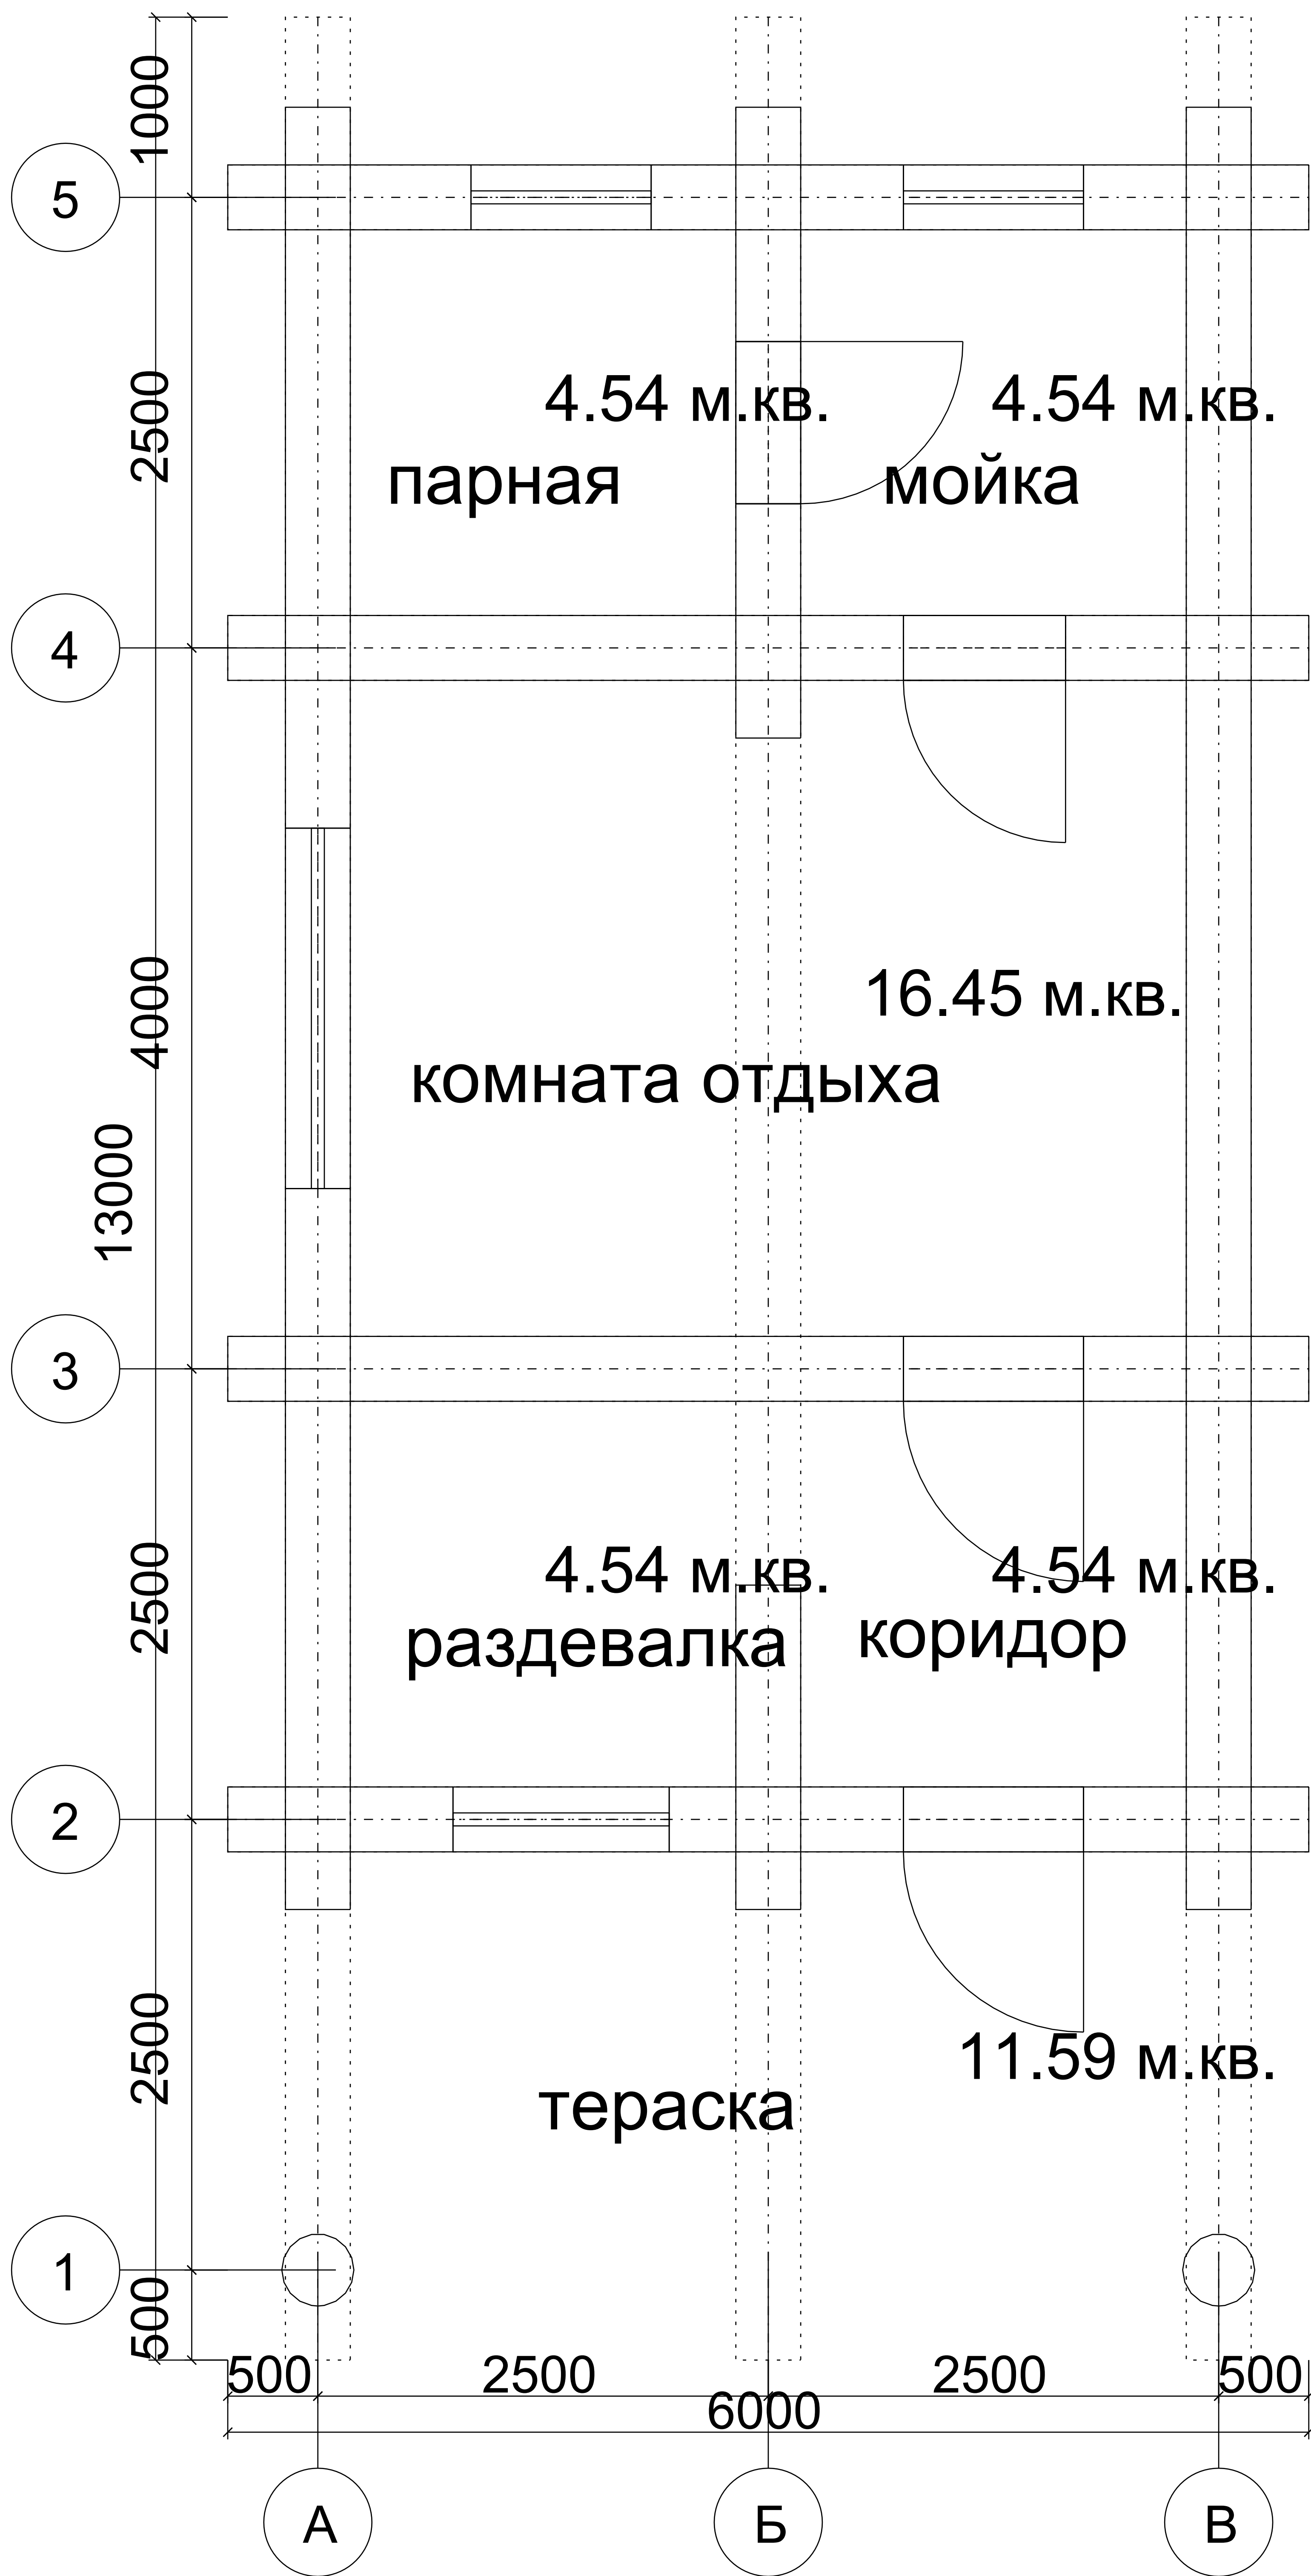 1000
5
2500
4.54 м.кв.
4.54 м.кв.
парная
мойка
4
4000
16.45 м.кв.
комната отдыха
13000
3
2500
4.54 м.кв.
4.54 м.кв.
раздевалка
коридор
2
2500
11.59 м.кв.
тераска
1
500
500
2500
2500
500
6000
А
Б
В